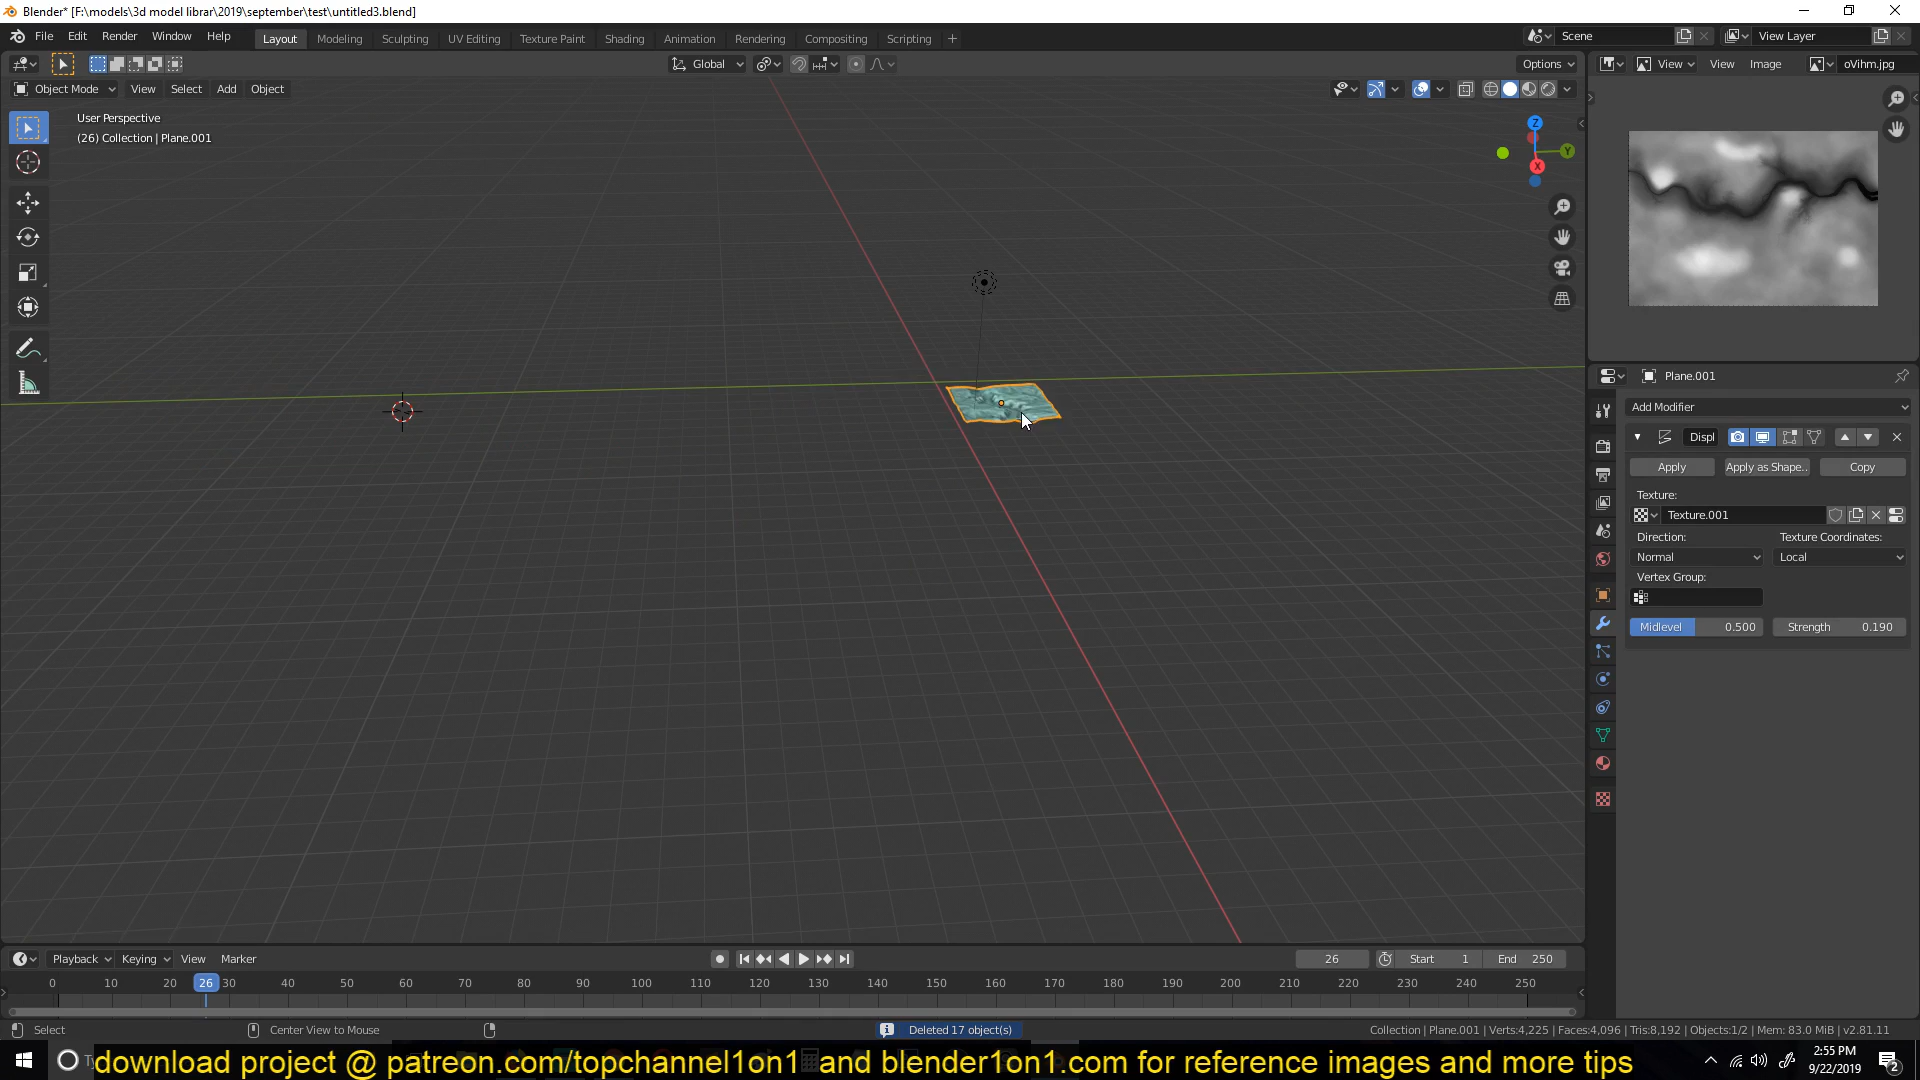 Blender* [F:\models\3d model librar\2019\september\test\untitled3.blend]
File Edit Render Window Help
Layout Modeling Sculpting UV Editing Texture Paint Shading Animation Rendering Compositing Scripting +
Scene
View Layer
Global
Options
View View Image oVihm.jpg
Object Mode View Select Add Object
User Perspective
(26) Collection | Plane.001
Z
Y
X
Plane.001
Add Modifier
Displ
Apply Apply as Shape.. Copy
Texture:
Texture.001
Direction: Texture Coordinates:
Normal Local
Vertex Group:
Midlevel 0.500 Strength 0.190
Playback Keying View Marker
26 Start 1 End 250
0 10 20 26 30 40 50 60 70 80 90 100 110 120 130 140 150 160 170 180 190 200 210 220 230 240 250
Select Center View to Mouse
Deleted 17 object(s)
Collection | Plane.001 | Verts:4,225 | Faces:4,096 | Tris:8,192 | Objects:1/2 | Mem: 83.0 MiB | v2.81.11
download project @ patreon.com/topchannel1on1 and blender1on1.com for reference images and more tips
2:55 PM
9/22/2019
2